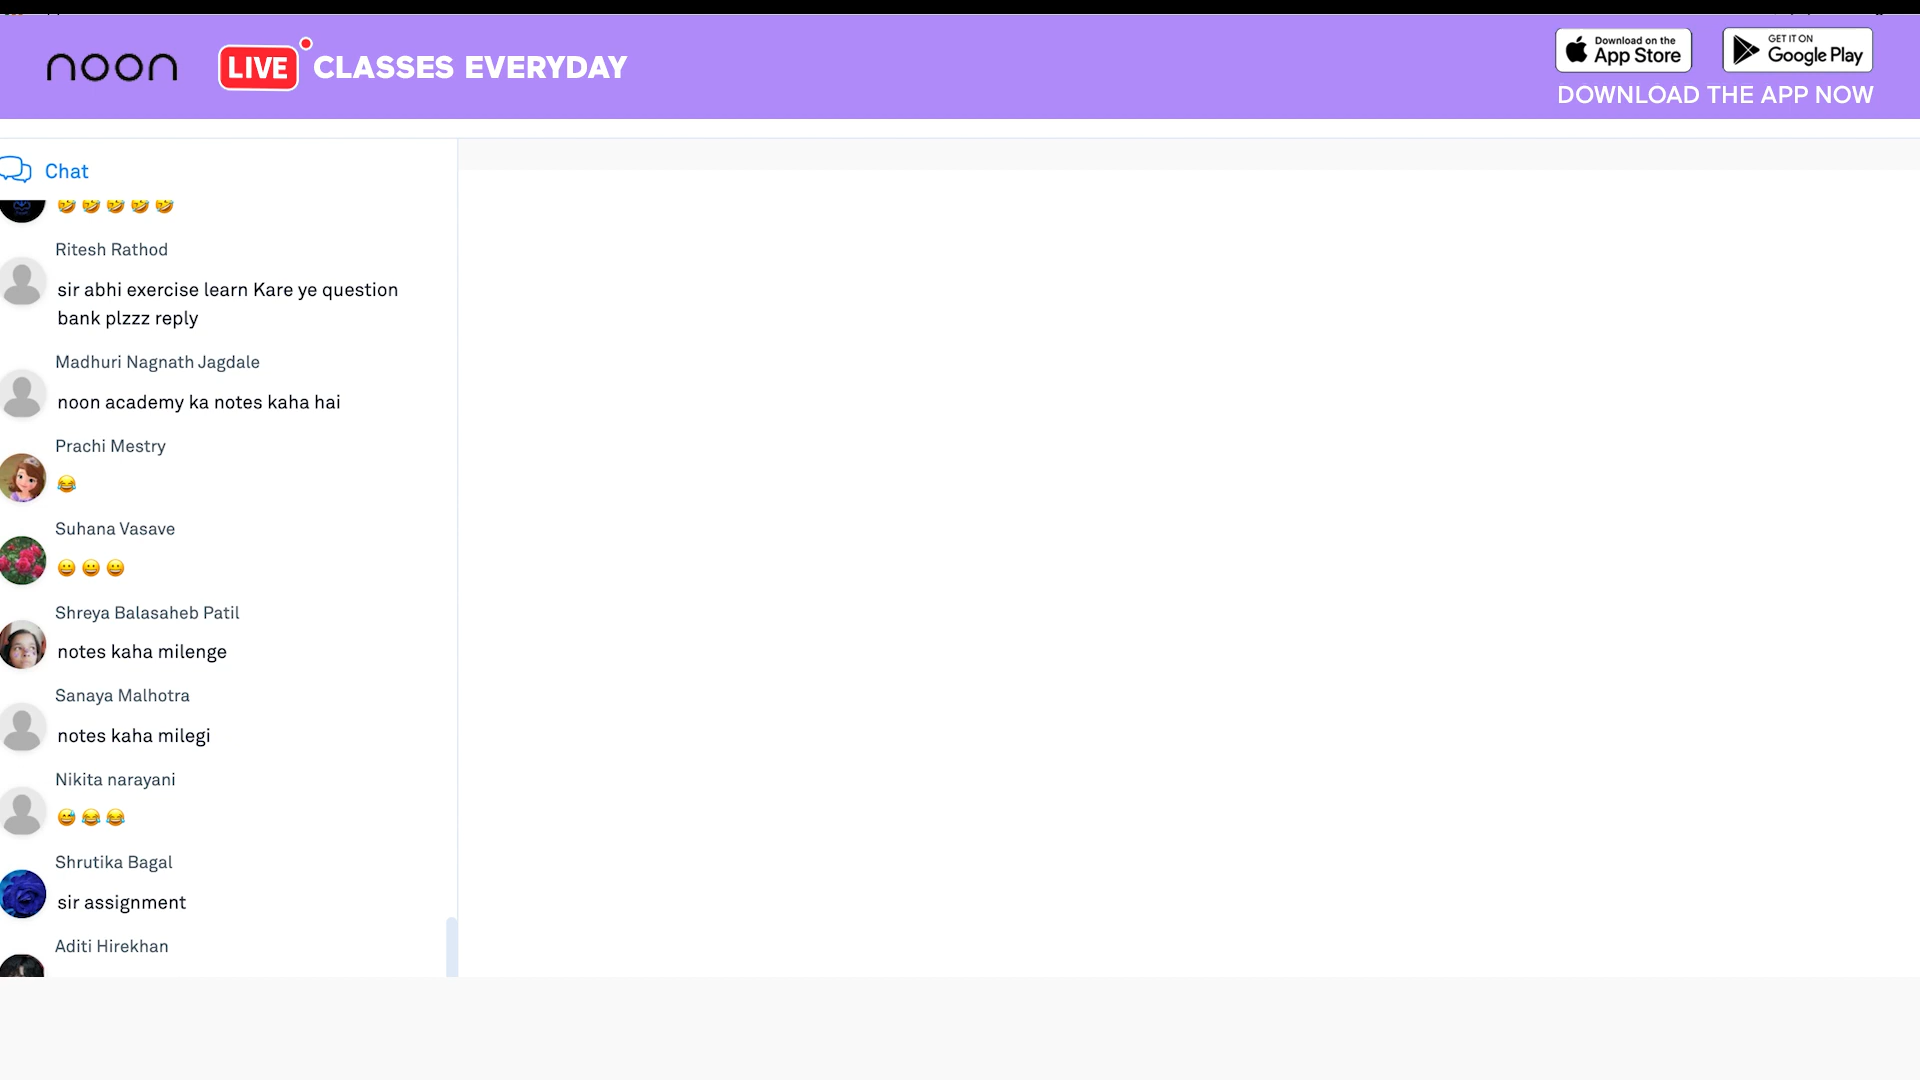 noon LIVE CLASSES EVERYDAY
Download on the
App Store
GET IT ON
Google Play
DOWNLOAD THE APP NOW
Chat
🤣 🤣 🤣 🤣 🤣
Ritesh Rathod
sir abhi exercise learn Kare ye question
bank plzzz reply
Madhuri Nagnath Jagdale
noon academy ka notes kaha hai
Prachi Mestry
😂
Suhana Vasave
😀 😀 😀
Shreya Balasaheb Patil
notes kaha milenge
Sanaya Malhotra
notes kaha milegi
Nikita narayani
😅 😂 😂
Shrutika Bagal
sir assignment
Aditi Hirekhan